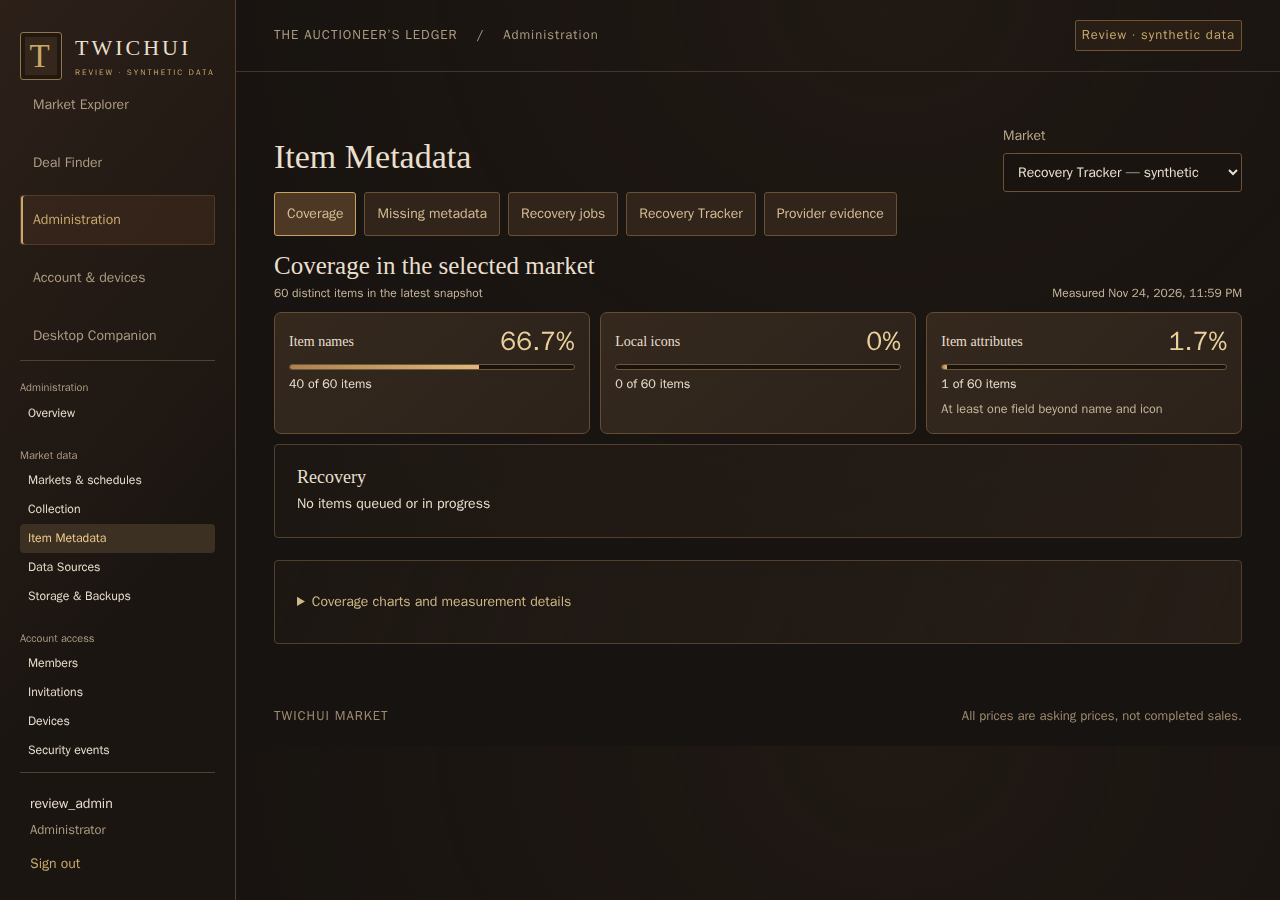 T
TWICHUI
REVIEW · SYNTHETIC DATA
Market Explorer
Deal Finder
Administration
Account & devices
Desktop Companion
Administration
Overview
Market data
Markets & schedules
Collection
Item Metadata
Data Sources
Storage & Backups
Account access
Members
Invitations
Devices
Security events
review_admin
Administrator
Sign out
THE AUCTIONEER'S LEDGER / Administration
Review · synthetic data
Item Metadata
Market
Recovery Tracker — synthetic
Coverage
Missing metadata
Recovery jobs
Recovery Tracker
Provider evidence
Coverage in the selected market
60 distinct items in the latest snapshot
Measured Nov 24, 2026, 11:59 PM
Item names 66.7%
40 of 60 items
Local icons 0%
0 of 60 items
Item attributes 1.7%
1 of 60 items
At least one field beyond name and icon
Recovery
No items queued or in progress
Coverage charts and measurement details
TWICHUI MARKET
All prices are asking prices, not completed sales.